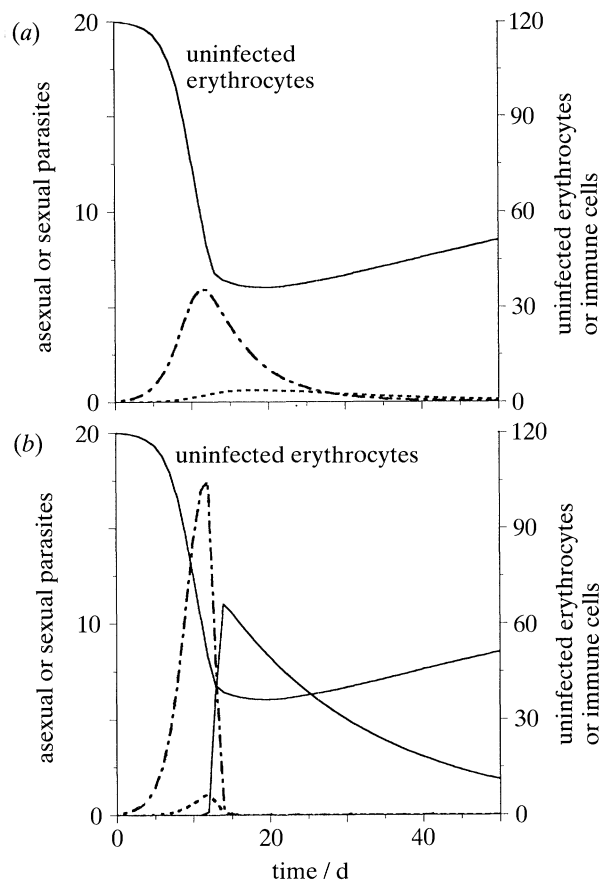 (a)
20
10
0
asexual or sexual parasites
uninfected
erythrocytes
120
90
60
30
0
uninfected erythrocytes
or immune cells
(b)
20
10
0
asexual or sexual parasites
uninfected erythrocytes
120
90
60
30
0
uninfected erythrocytes
or immune cells
0
20
40
time / d